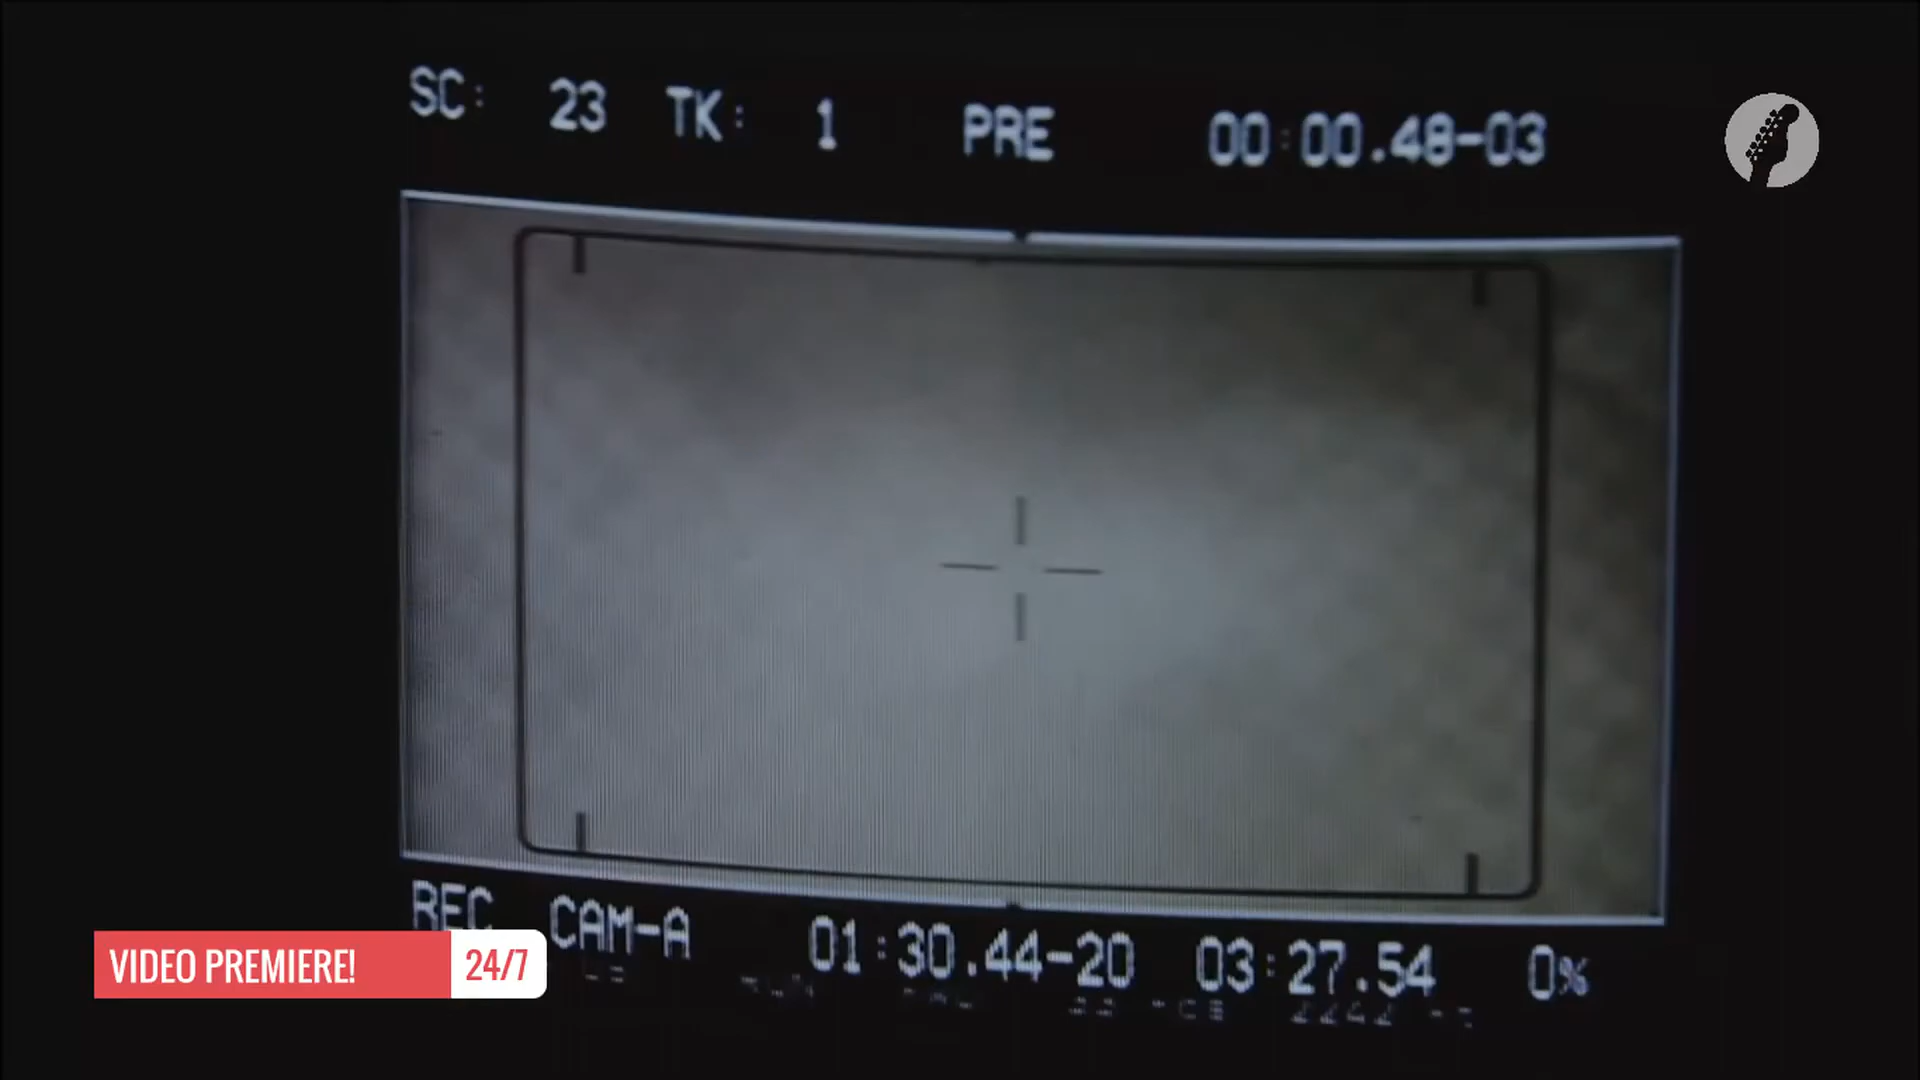 SC: 23 TK: 1 PRE 00:00.48-03
REC CAM-A 01:30.44-20 03:27.54 0%
VIDEO PREMIERE! 24/7